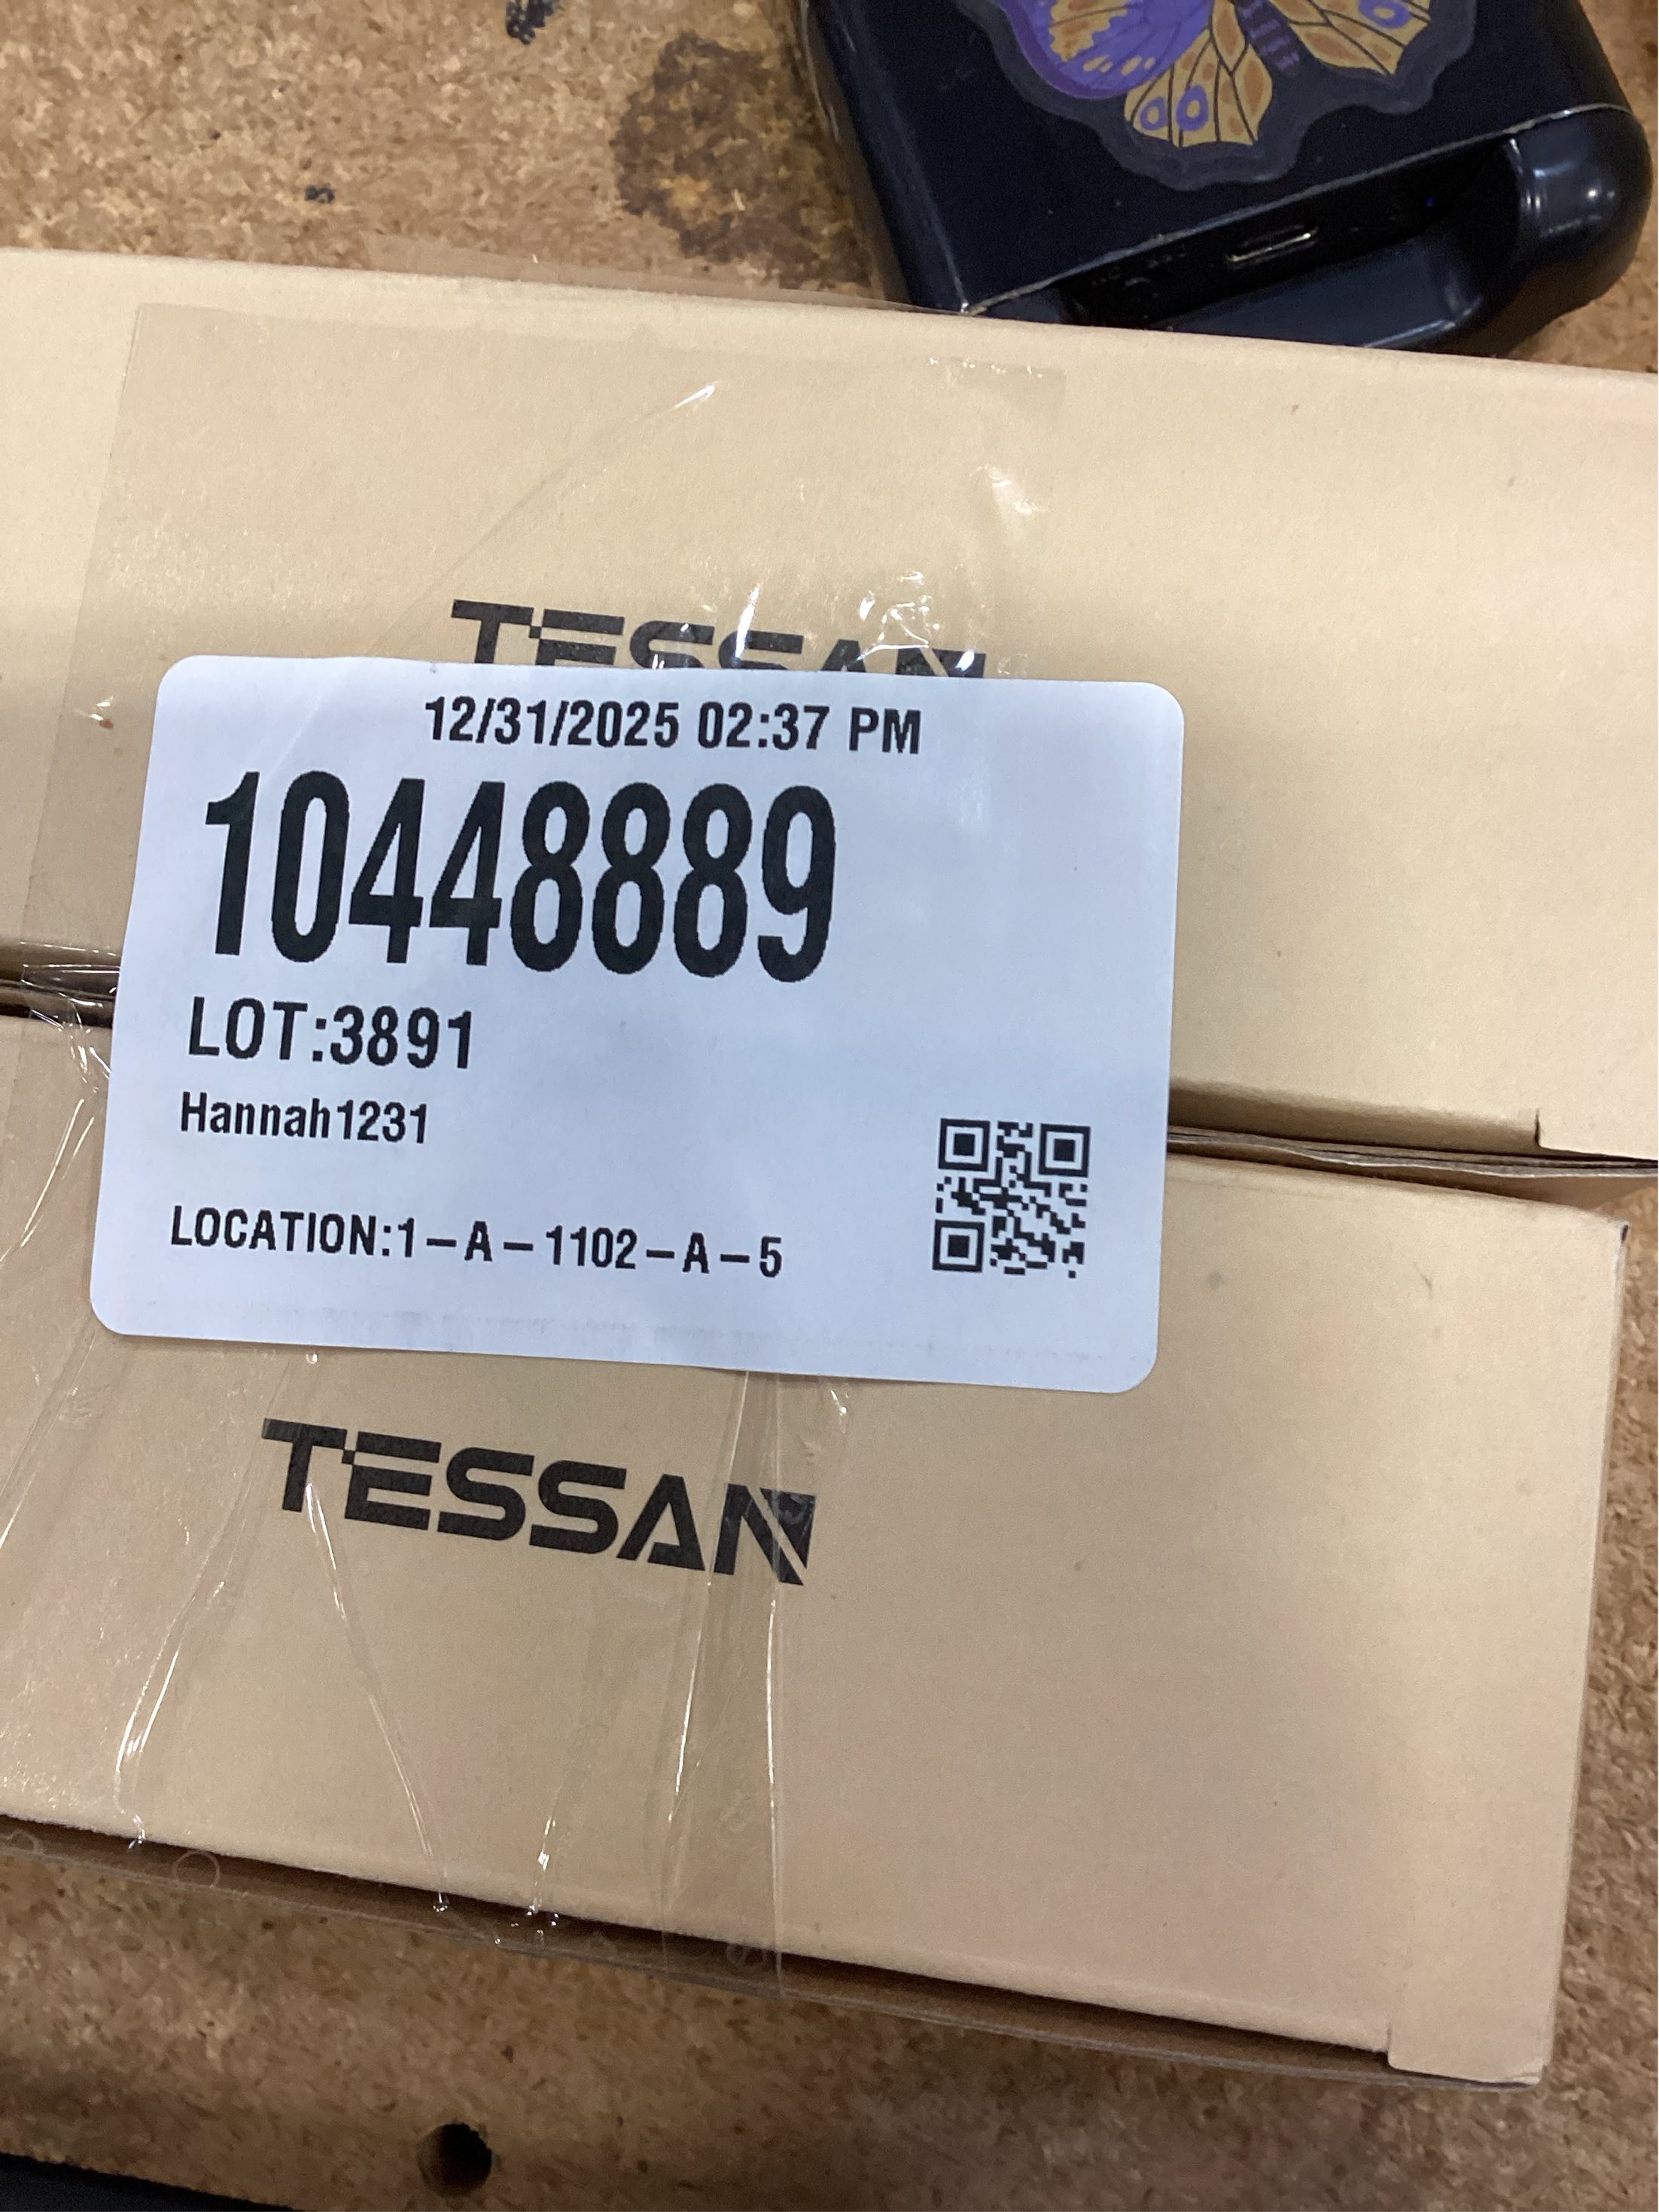 TESSAN
12/31/2025 02:37 PM
10448889
LOT:3891
Hannah1231
LOCATION:1-A-1102-A-5
TESSAN